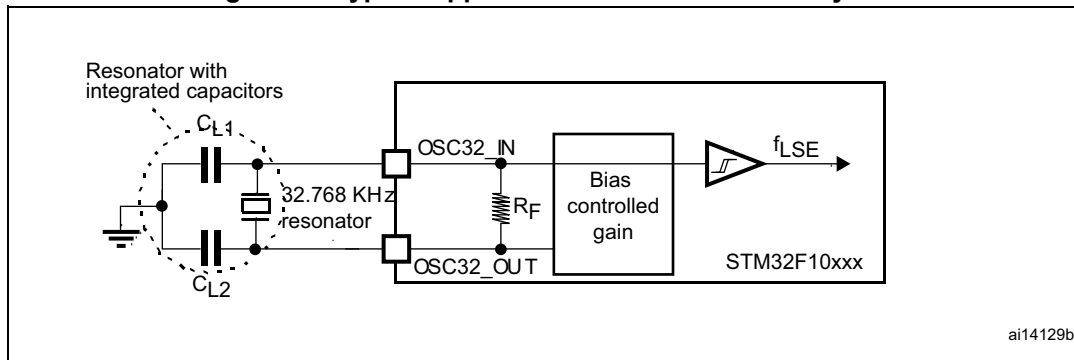 Resonator with
integrated capacitors
CL1
OSC32_IN
fLSE
32.768 KHz
resonator
RF
Bias
controlled
gain
OSC32_OUT
STM32F10xxx
CL2
ai14129b